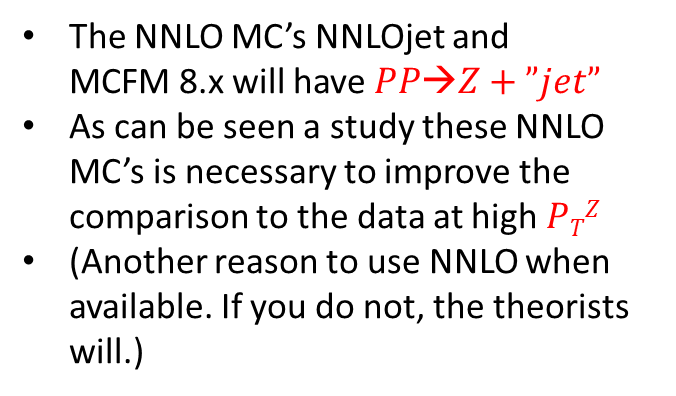 • The NNLO MC’s NNLOjet and
MCFM 8.x will have PP→Z + ”jet”
• As can be seen a study these NNLO
MC’s is necessary to improve the
comparison to the data at high P_T^Z
• (Another reason to use NNLO when
available. If you do not, the theorists
will.)